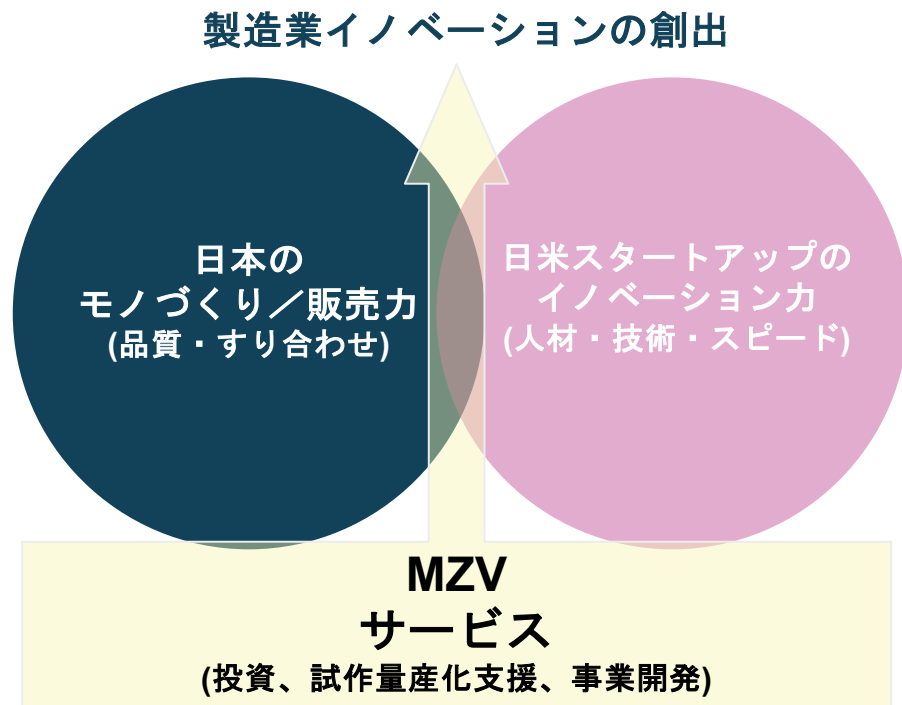 製造業イノベーションの創出
日本の
モノづくり／販売力
(品質・すり合わせ)
日米スタートアップの
イノベーション力
(人材・技術・スピード)
MZV
サービス
(投資、試作量産化支援、事業開発)